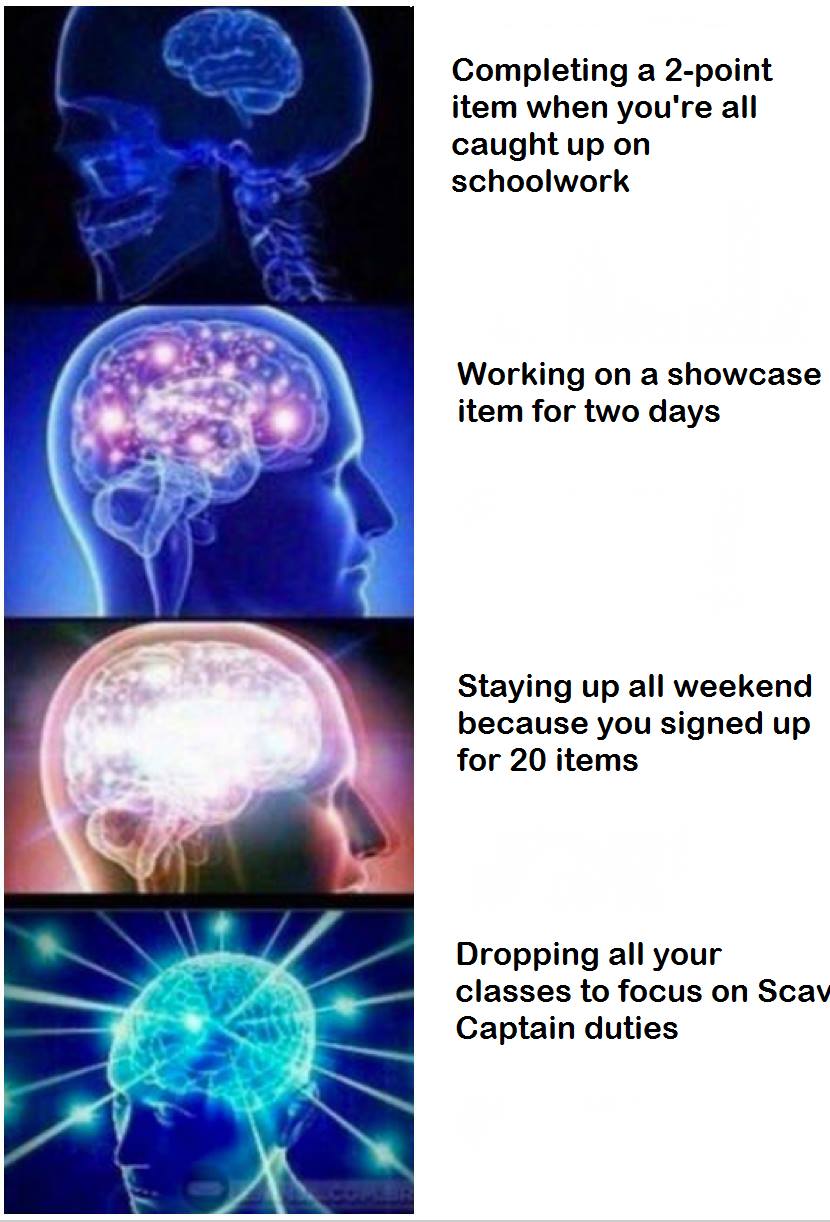 Completing a 2-point
item when you're all
caught up on
schoolwork
Working on a showcase
item for two days
Staying up all weekend
because you signed up
for 20 items
Dropping all your
classes to focus on Scav
Captain duties